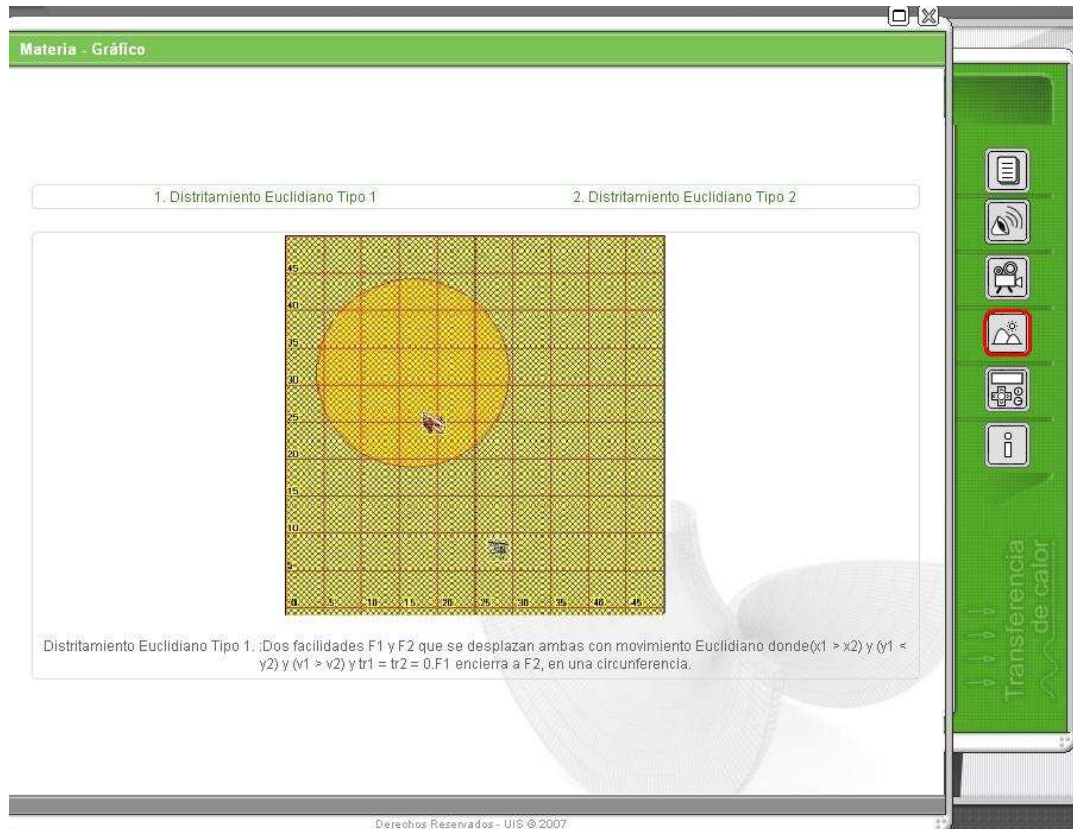 Materia - Gráfico
1. Distritamiento Euclidiano Tipo 1
2. Distritamiento Euclidiano Tipo 2
45
40
35
30
25
20
15
10
5
0 5 10 15 20 25 30 35 40 45
Distritamiento Euclidiano Tipo 1. :Dos facilidades F1 y F2 que se desplazan ambas con movimiento Euclidiano donde(x1 > x2) y (y1 <
y2) y (v1 > v2) y tr1 = tr2 = 0.F1 encierra a F2, en una circunferencia.
Transferencia
de calor
Derechos Reservados - UIS © 2007